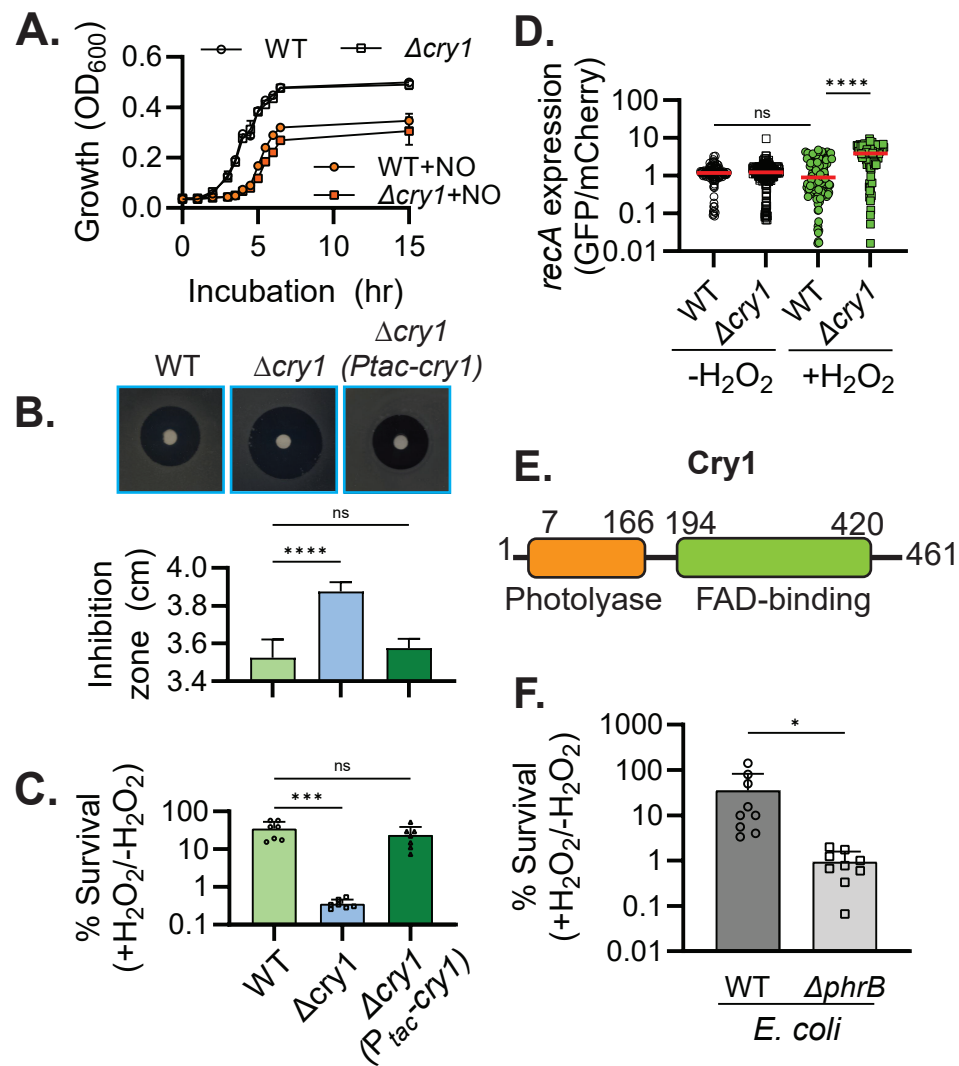 A.
WT Δcry1
Growth (OD600)
0.6
0.4
0.2
0.0
WT+NO
Δcry1+NO
0 5 10 15
Incubation (hr)
B.
WT Δcry1 Δcry1
(Ptac-cry1)
ns
****
Inhibition
zone (cm)
4.0
3.8
3.6
3.4
C.
ns
***
% Survival
(+H2O2/-H2O2)
100
10
1
0.1
WT
Δcry1
Δcry1
(Ptac-cry1)
D.
ns
****
recA expression
(GFP/mCherry)
100
10
1
0.1
0.01
WT Δcry1 WT Δcry1
-H2O2 +H2O2
E.
Cry1
1 7 166 194 420 461
Photolyase FAD-binding
F.
*
% Survival
(+H2O2/-H2O2)
1000
100
10
1
0.1
0.01
WT ΔphrB
E. coli